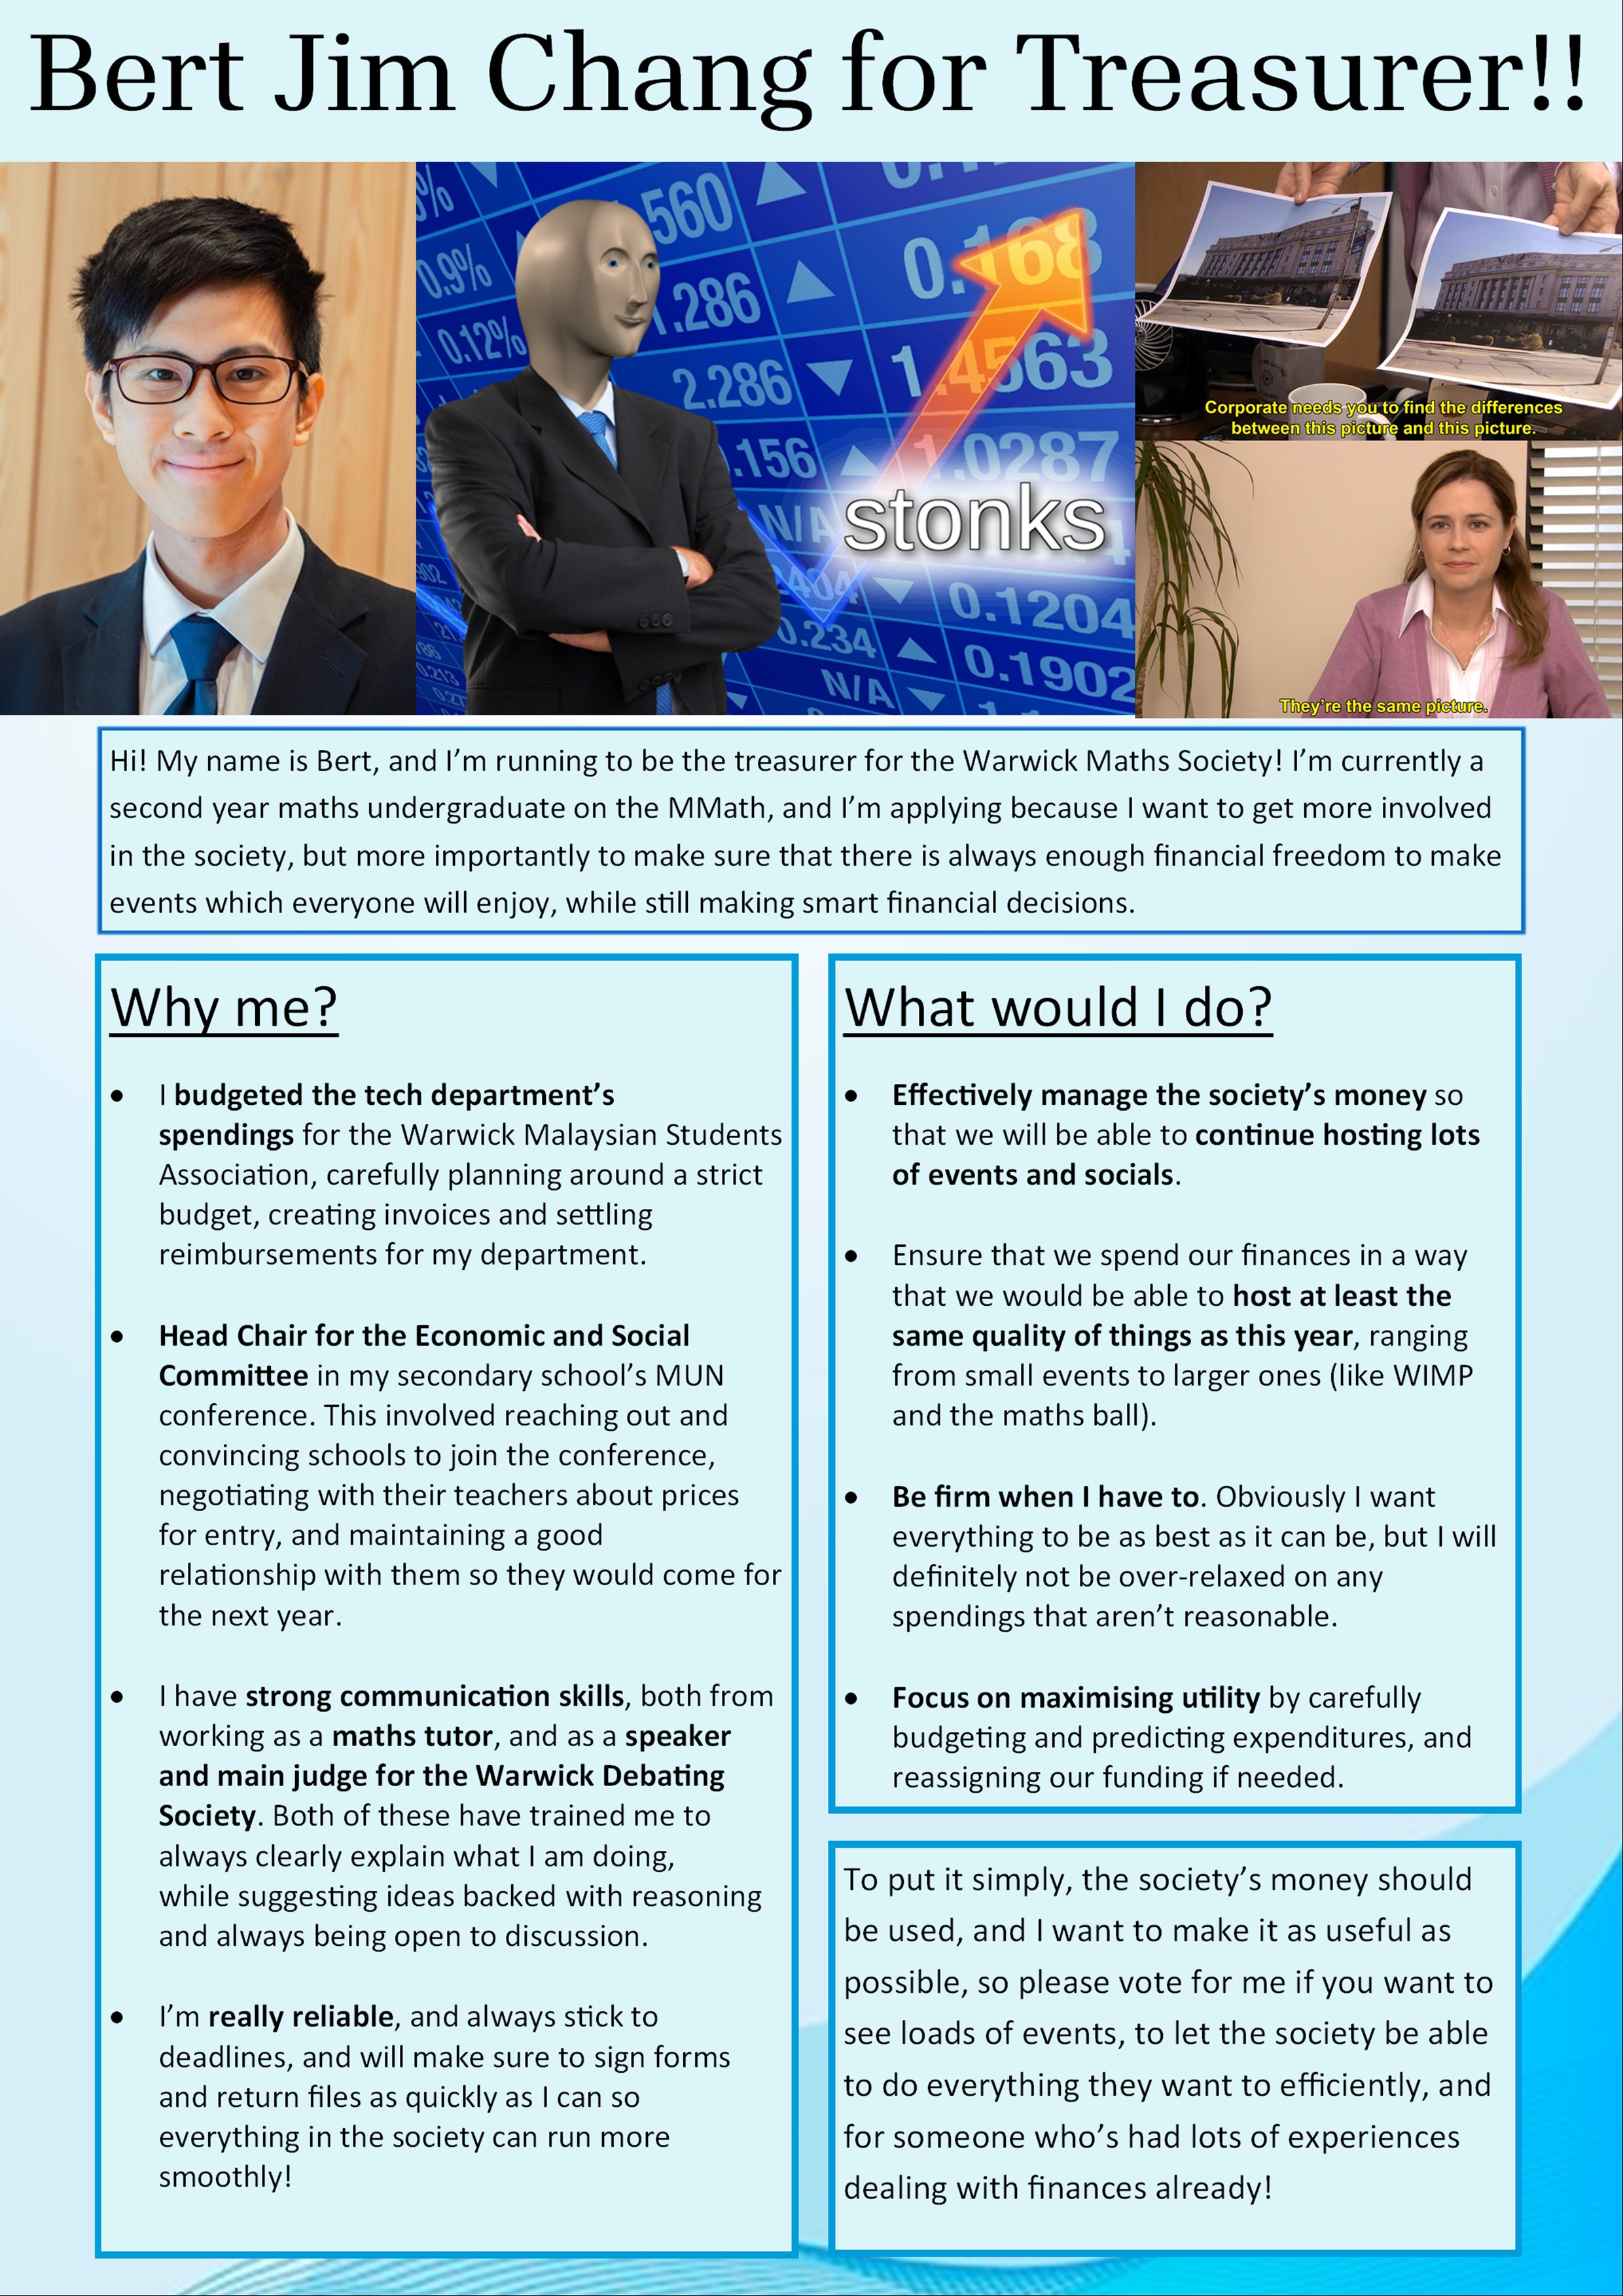 Bert Jim Chang for Treasurer!!
%
560
0.1
0.9%
0.168
.286
0.12%
2.286
1.4563
.156
1.0287
N/A
stonks
0.1204
0.234
0.1902
N/A
Corporate needs you to find the differences
between this picture and this picture.
They're the same picture.
Hi! My name is Bert, and I’m running to be the treasurer for the Warwick Maths Society! I’m currently a
second year maths undergraduate on the MMath, and I’m applying because I want to get more involved
in the society, but more importantly to make sure that there is always enough financial freedom to make
events which everyone will enjoy, while still making smart financial decisions.
Why me?
• I budgeted the tech department’s
spendings for the Warwick Malaysian Students
Association, carefully planning around a strict
budget, creating invoices and settling
reimbursements for my department.
• Head Chair for the Economic and Social
Committee in my secondary school’s MUN
conference. This involved reaching out and
convincing schools to join the conference,
negotiating with their teachers about prices
for entry, and maintaining a good
relationship with them so they would come for
the next year.
• I have strong communication skills, both from
working as a maths tutor, and as a speaker
and main judge for the Warwick Debating
Society. Both of these have trained me to
always clearly explain what I am doing,
while suggesting ideas backed with reasoning
and always being open to discussion.
• I’m really reliable, and always stick to
deadlines, and will make sure to sign forms
and return files as quickly as I can so
everything in the society can run more
smoothly!
What would I do?
• Effectively manage the society’s money so
that we will be able to continue hosting lots
of events and socials.
• Ensure that we spend our finances in a way
that we would be able to host at least the
same quality of things as this year, ranging
from small events to larger ones (like WIMP
and the maths ball).
• Be firm when I have to. Obviously I want
everything to be as best as it can be, but I will
definitely not be over-relaxed on any
spendings that aren’t reasonable.
• Focus on maximising utility by carefully
budgeting and predicting expenditures, and
reassigning our funding if needed.
To put it simply, the society’s money should
be used, and I want to make it as useful as
possible, so please vote for me if you want to
see loads of events, to let the society be able
to do everything they want to efficiently, and
for someone who’s had lots of experiences
dealing with finances already!